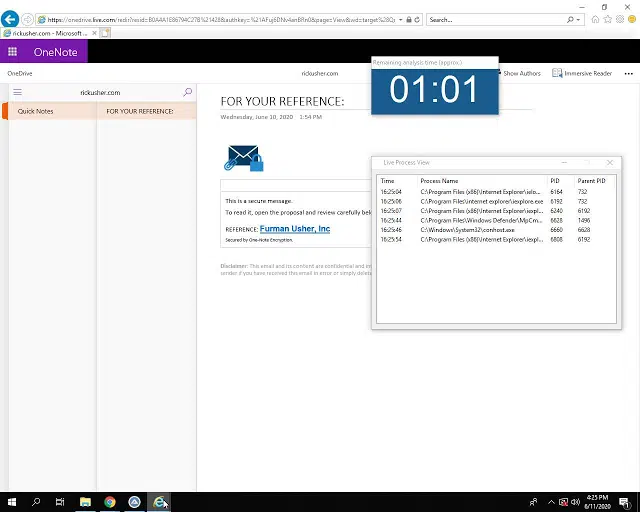 https://onedrive.live.com/redir?resid=B0A4A1E86794C27B%21428&authkey=%21AFuj6DNv4anBRn0&page=View&wd=target%28Q
Search...
rickusher.com - Microsoft
OneNote
Remaining analysis time (approx.)
01:01
OneDrive
rickusher.com
Show Authors
Immersive Reader
rickusher.com
FOR YOUR REFERENCE:
Quick Notes
FOR YOUR REFERENCE:
Wednesday, June 10, 2020 1:54 PM
This is a secure message.
To read it, open the proposal and review carefully bel
REFERENCE: Furman Usher, Inc
Secured by One-Note Encryption.
Disclaimer: This email and its content are confidential and in
sender if you have received this email in error or simply delet
Live Process View
Time Process Name PID Parent PID
16:25:04 C:\Program Files (x86)\Internet Explorer\ielo... 6164 732
16:25:06 C:\Program Files\internet explorer\iexplore.exe 6192 732
16:25:07 C:\Program Files (x86)\Internet Explorer\iexpl... 6240 6192
16:25:44 C:\Program Files\Windows Defender\MpCm... 6628 1496
16:25:46 C:\Windows\System32\conhost.exe 6660 6628
16:25:54 C:\Program Files (x86)\Internet Explorer\iexpl... 6808 6192
4:25 PM
6/11/2020